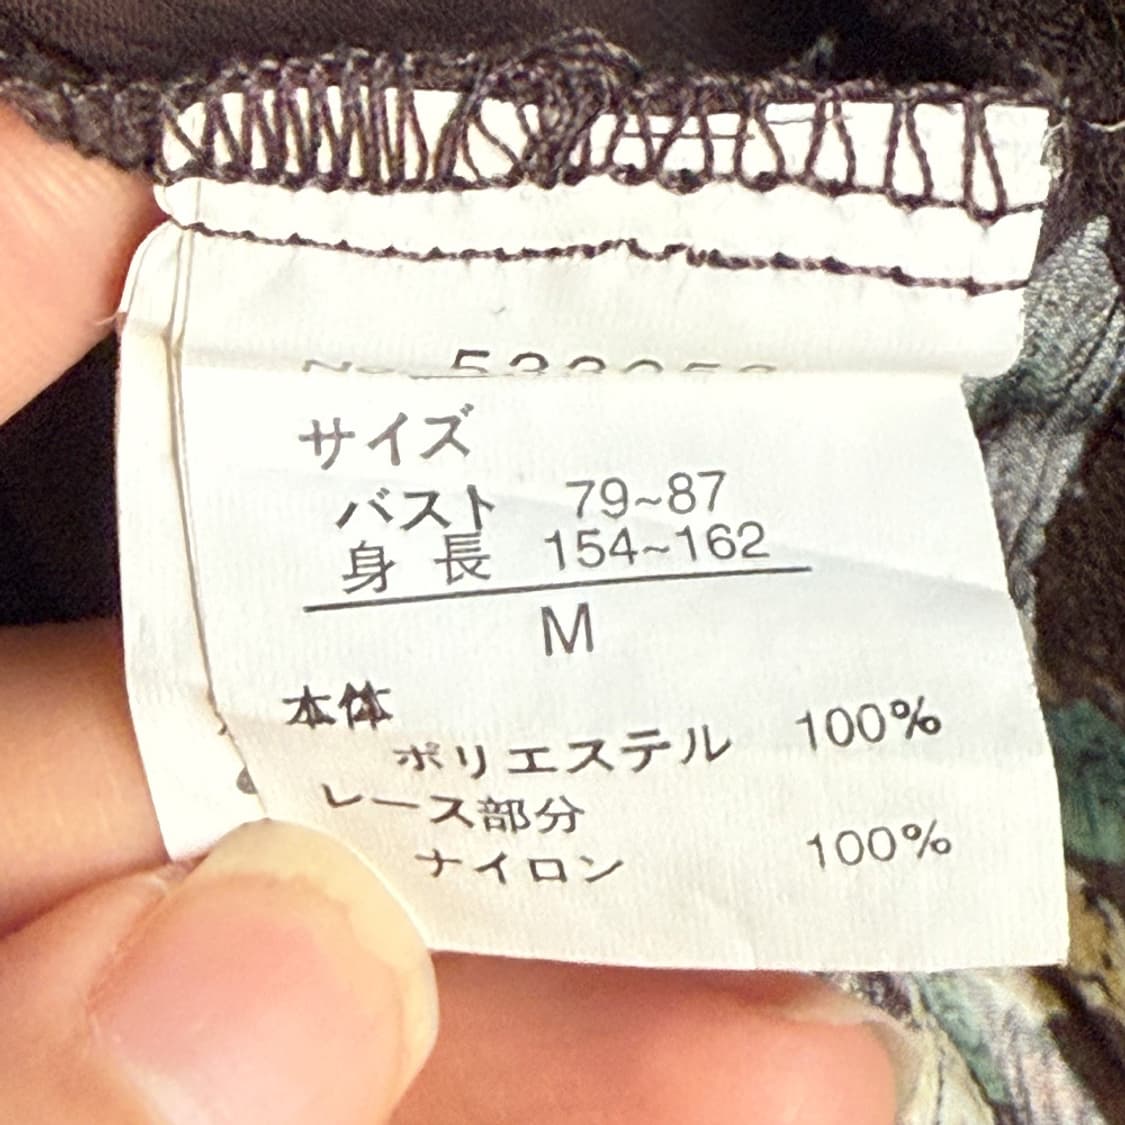 サイズ
バスト 79~87
身長 154~162
M
本体
ポリエステル 100%
レース部分
ナイロン 100%